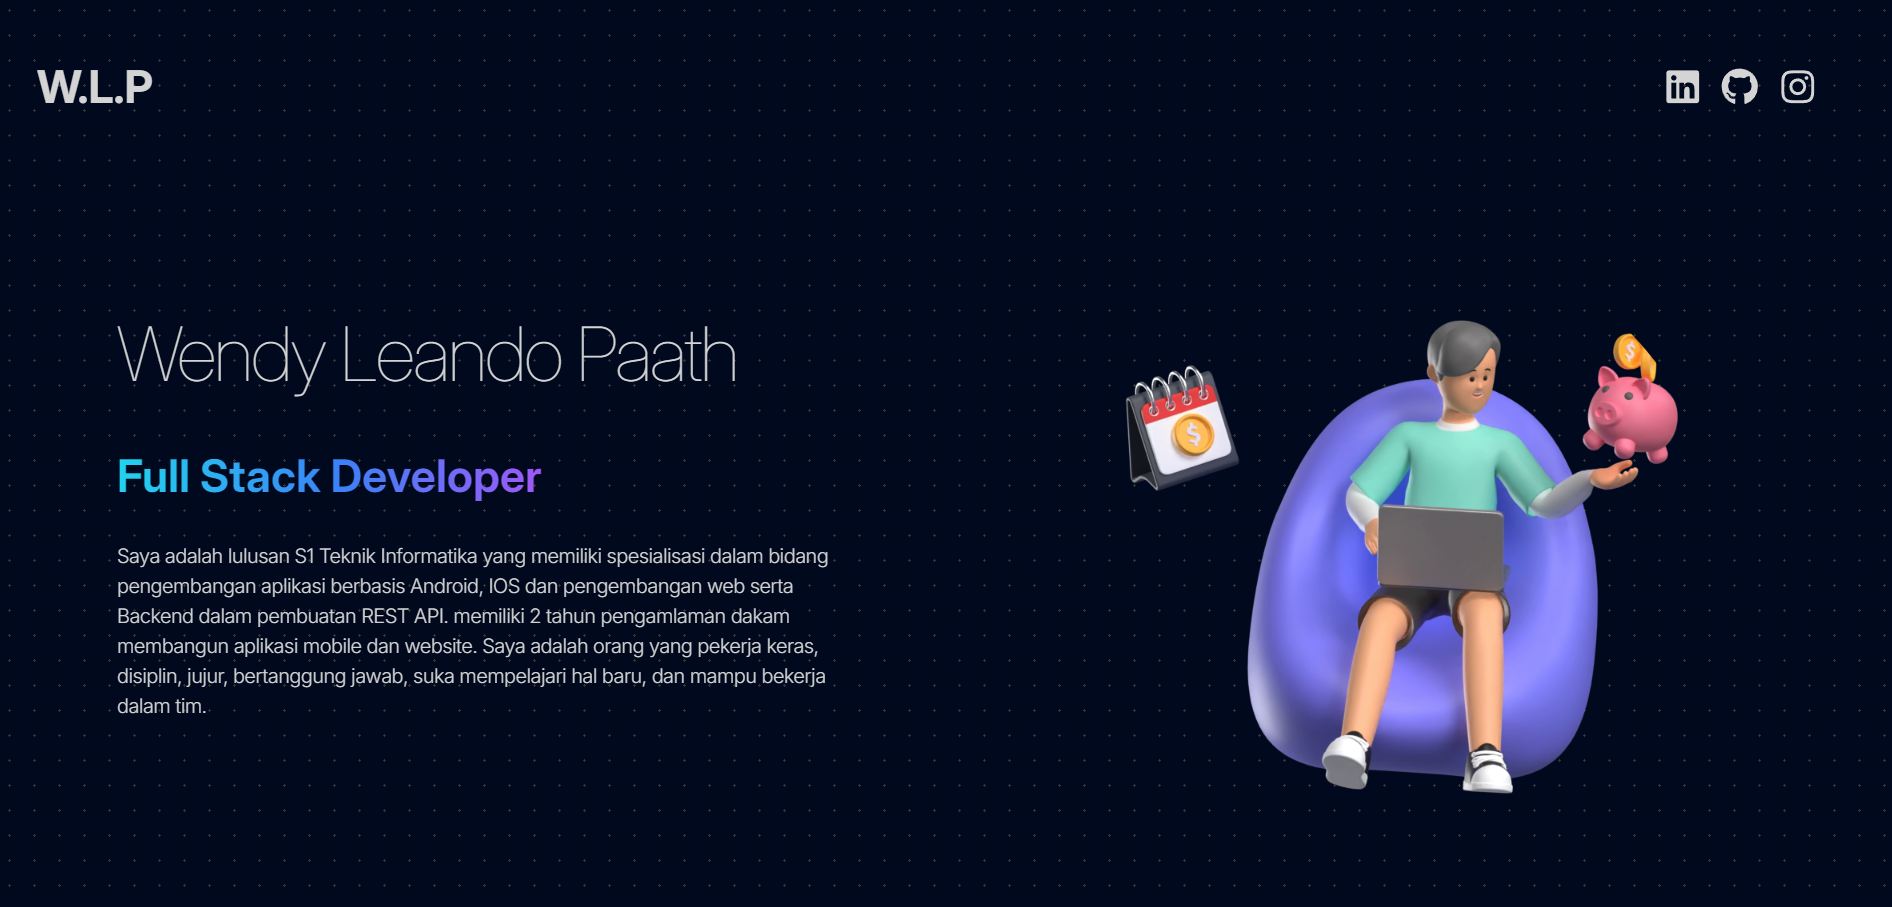 W.L.P
Wendy Leando Paath
Full Stack Developer
Saya adalah lulusan S1 Teknik Informatika yang memiliki spesialisasi dalam bidang
pengembangan aplikasi berbasis Android, IOS dan pengembangan web serta
Backend dalam pembuatan REST API. memiliki 2 tahun pengamlaman dakam
membangun aplikasi mobile dan website. Saya adalah orang yang pekerja keras,
disiplin, jujur, bertanggung jawab, suka mempelajari hal baru, dan mampu bekerja
dalam tim.